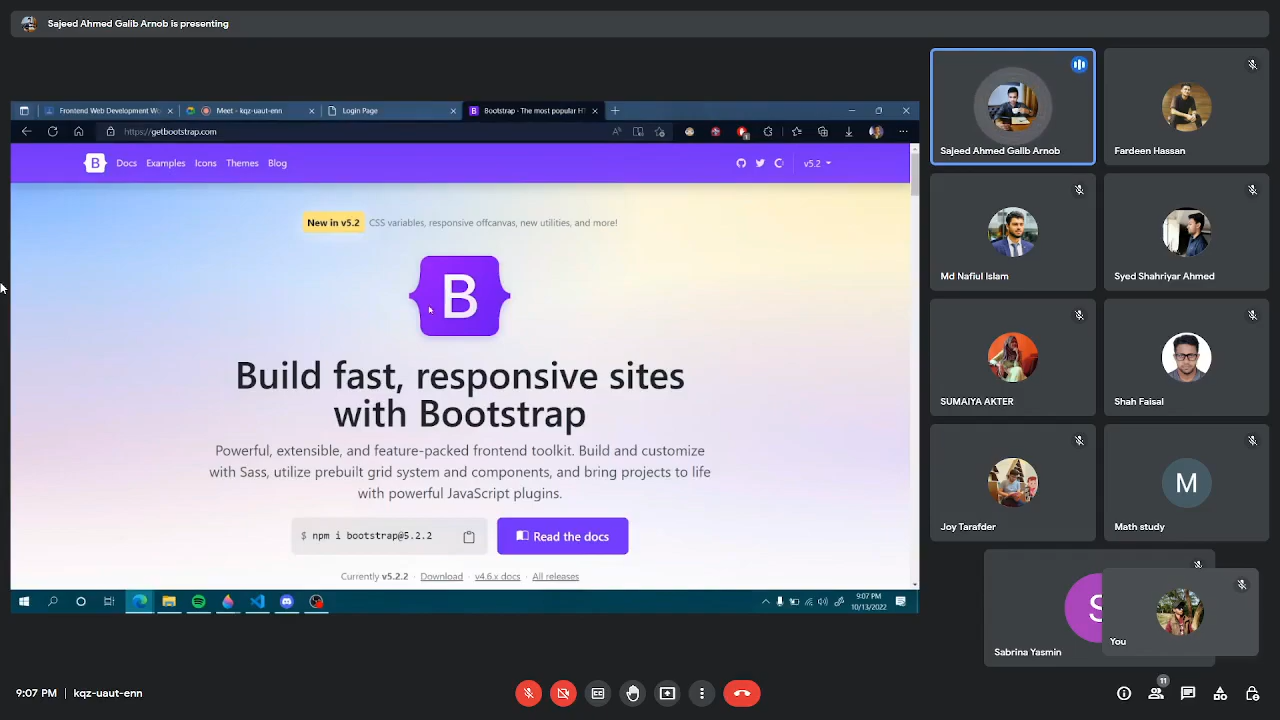 Sajeed Ahmed Galib Arnob is presenting
Frontend Web Development Wo
Meet - kqz-uaut-enn
Login Page
Bootstrap - The most popular HT
https://getbootstrap.com
B
Docs
Examples
Icons
Themes
Blog
v5.2
New in v5.2
CSS variables, responsive offcanvas, new utilities, and more!
B
Build fast, responsive sites
with Bootstrap
Powerful, extensible, and feature-packed frontend toolkit. Build and customize
with Sass, utilize prebuilt grid system and components, and bring projects to life
with powerful JavaScript plugins.
$ npm i bootstrap@5.2.2
Read the docs
Currently v5.2.2 · Download · v4.6.x docs · All releases
9:07 PM
10/13/2022
Sajeed Ahmed Galib Arnob
Fardeen Hassan
Md Nafiul Islam
Syed Shahriyar Ahmed
SUMAIYA AKTER
Shah Faisal
Joy Tarafder
M
Math study
S
Sabrina Yasmin
You
9:07 PM | kqz-uaut-enn
11